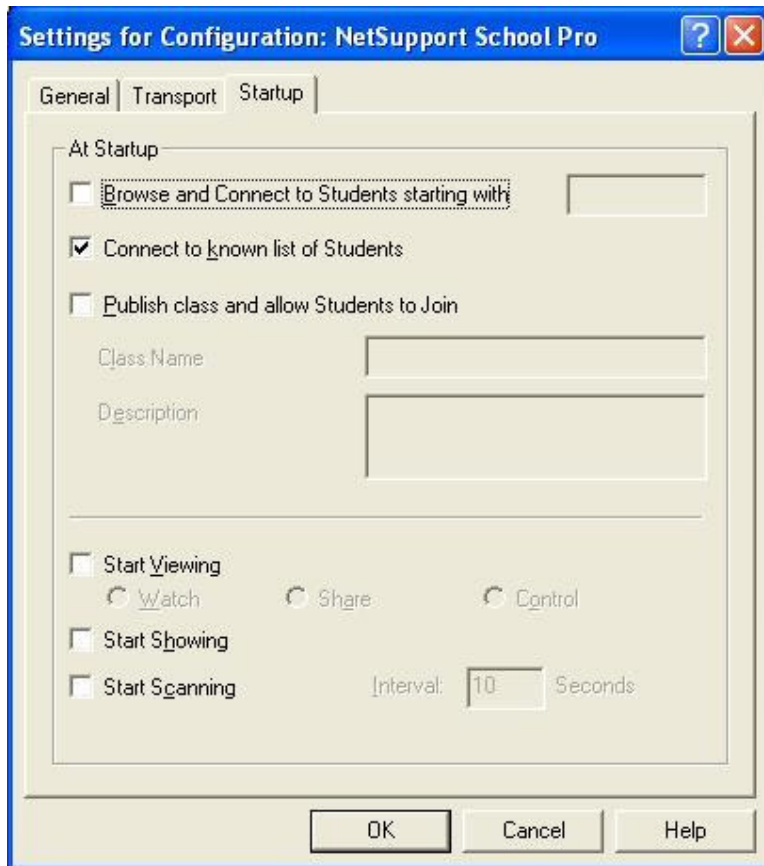 Settings for Configuration: NetSupport School Pro
General Transport Startup
At Startup
Browse and Connect to Students starting with
Connect to known list of Students
Publish class and allow Students to Join
Class Name
Description
Start Viewing
Watch Share Control
Start Showing
Start Scanning Interval: 10 Seconds
OK Cancel Help